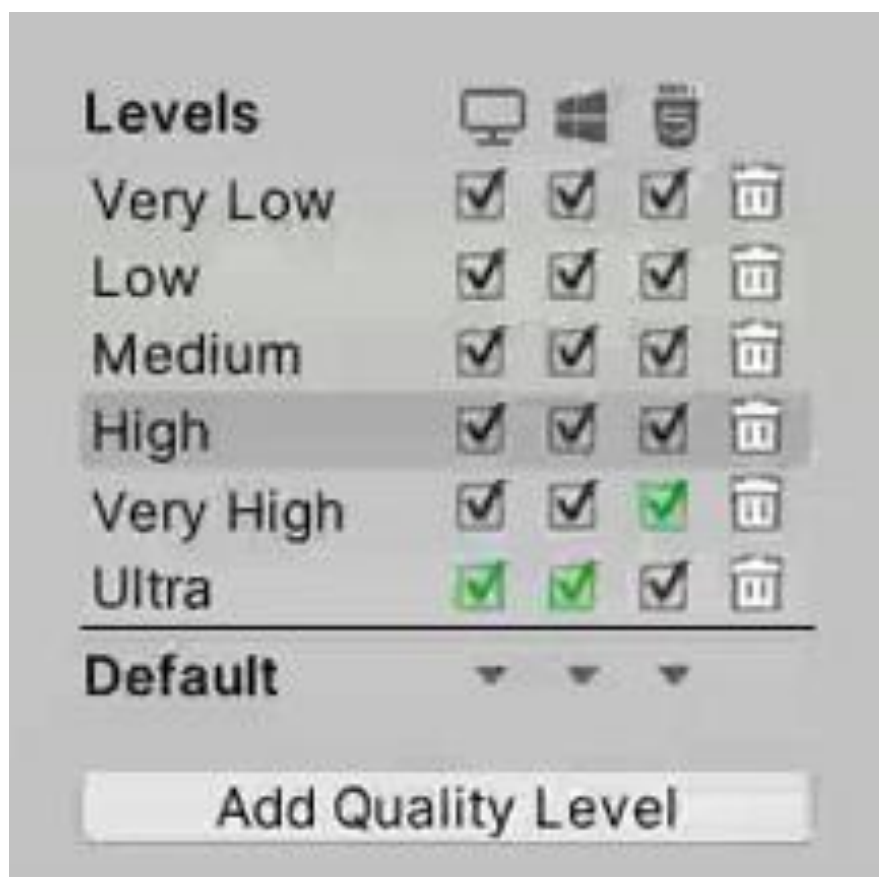 Levels
Very Low
Low
Medium
High
Very High
Ultra
Default
Add Quality Level